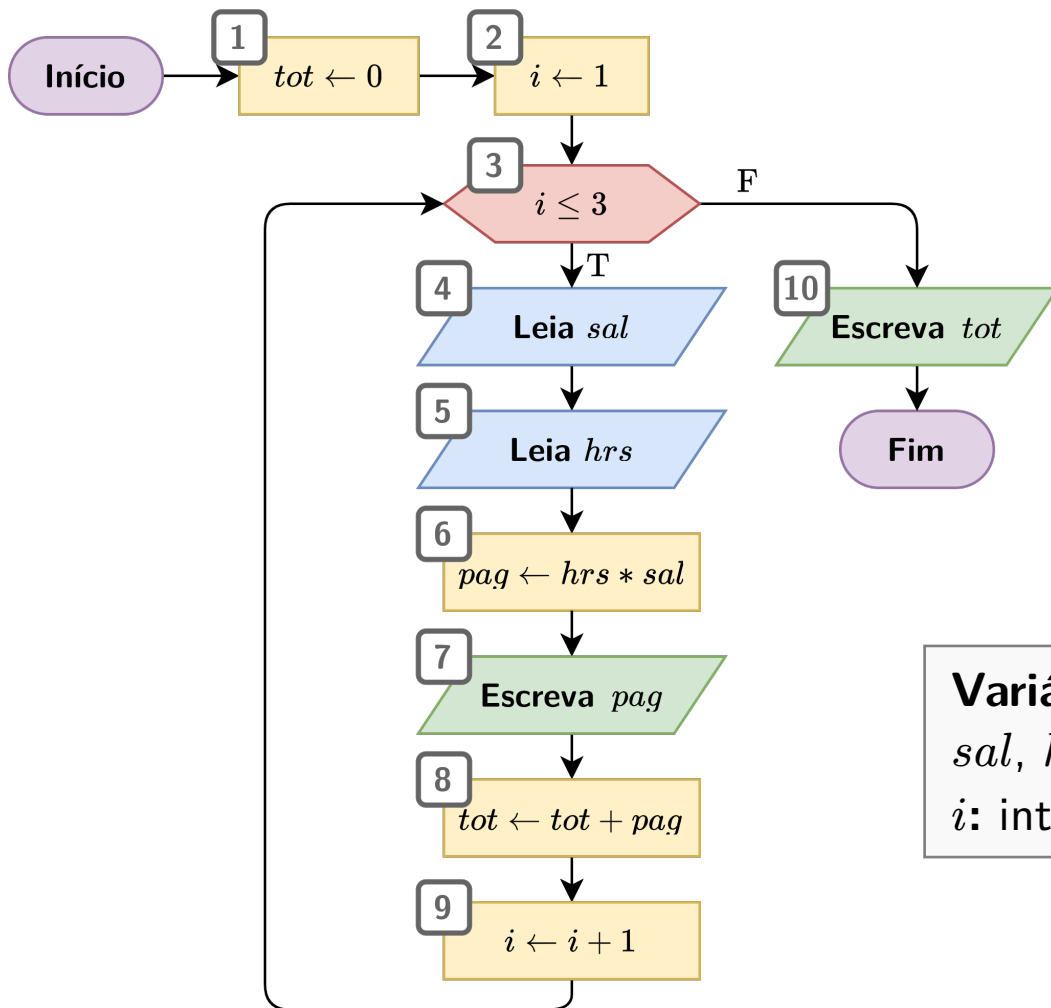 1
Início
tot ← 0
2
i ← 1
3
i ≤ 3
F
T
4
Leia sal
5
Leia hrs
6
pag ← hrs * sal
7
Escreva pag
8
tot ← tot + pag
9
i ← i + 1
10
Escreva tot
Fim
sal,
i: int